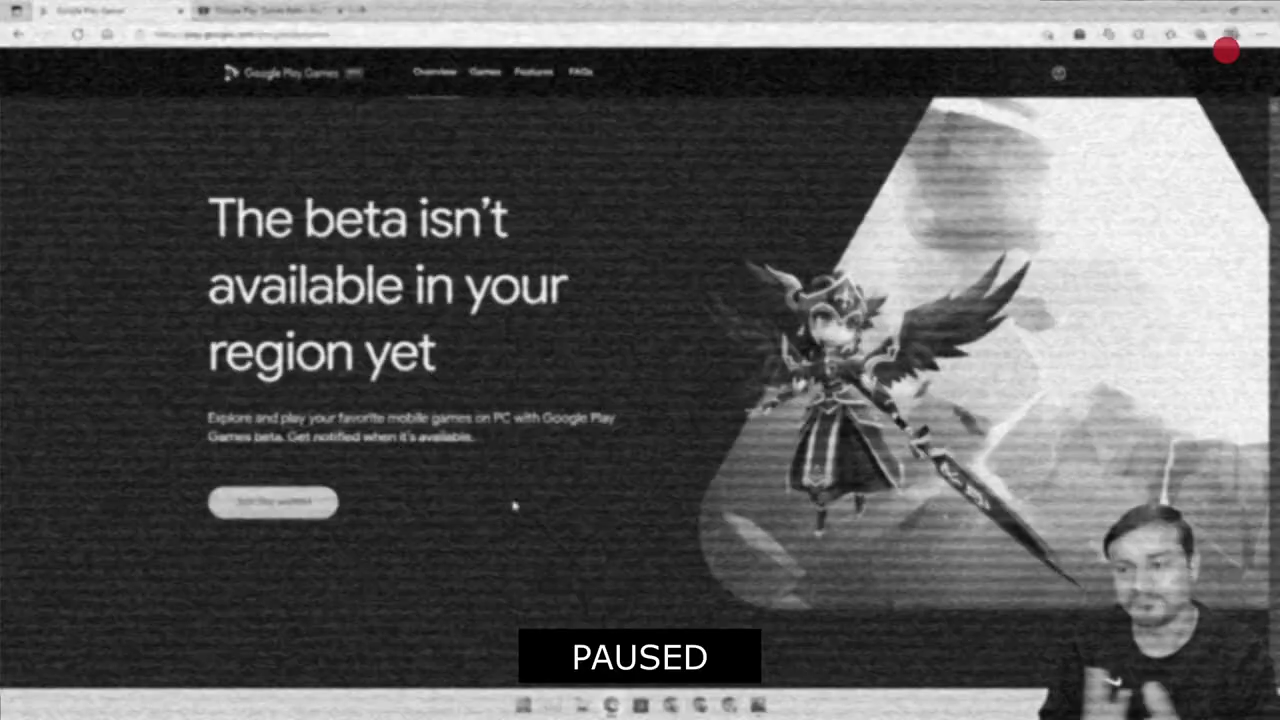 Google Play Games
Overview Games Features FAQs
The beta isn't
available in your
region yet
Explore and play your favorite mobile games on PC with Google Play
Games beta. Get notified when it's available.
PAUSED